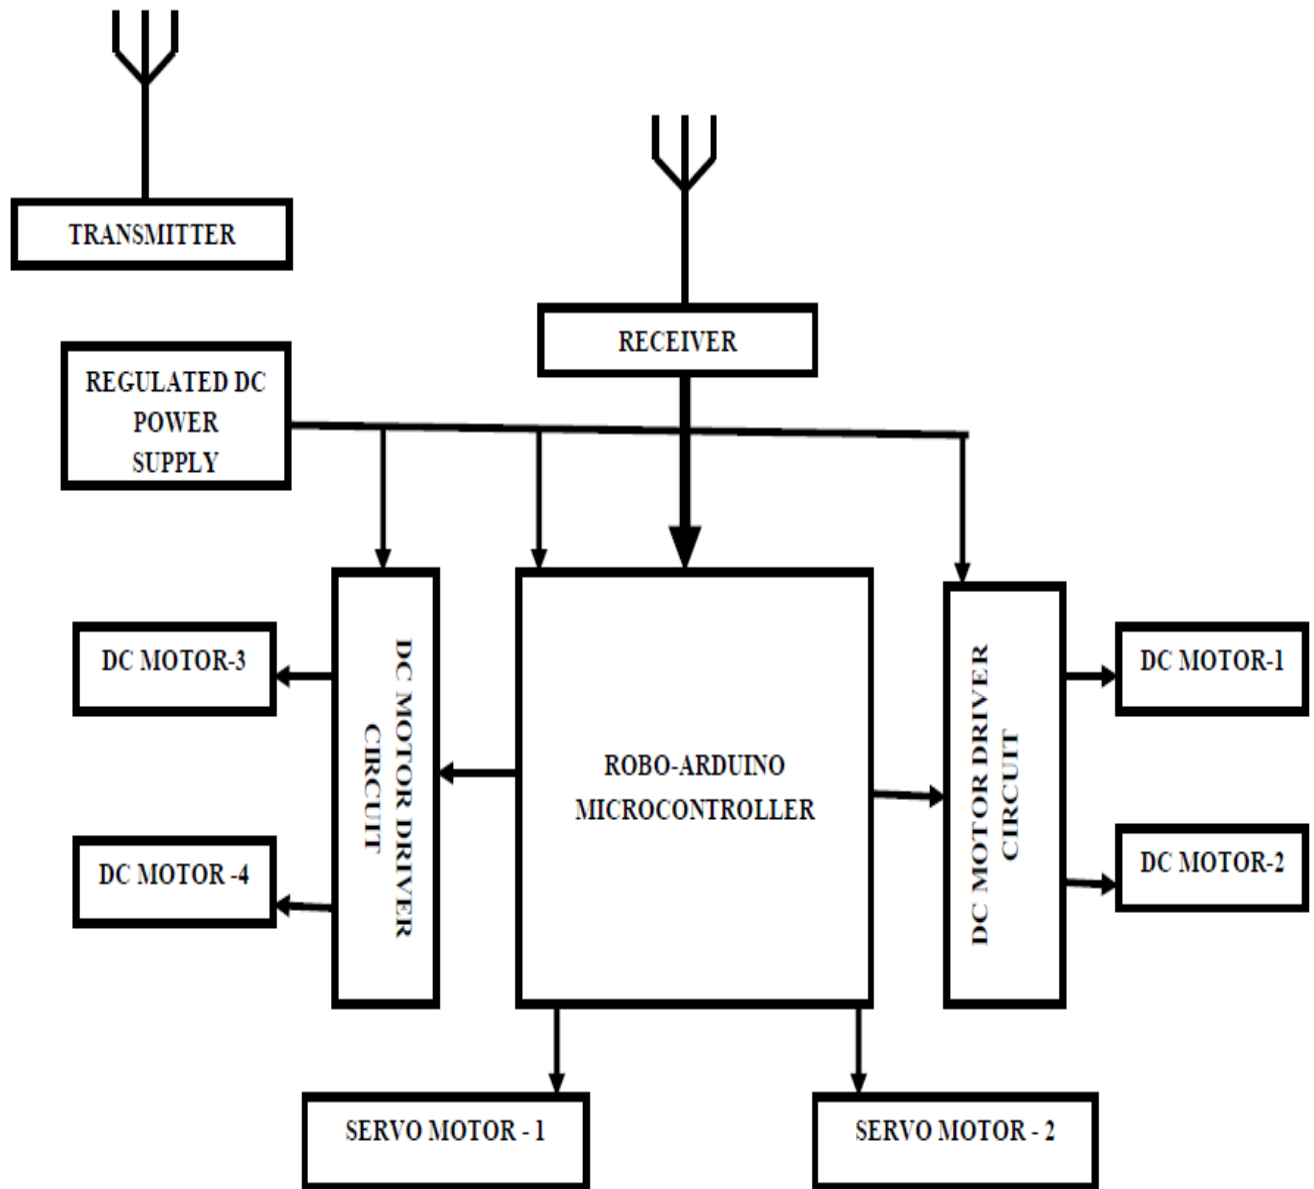 TRANSMITTER
RECEIVER
REGULATED DC
POWER
SUPPLY
DC MOTOR-3
DC MOTOR -4
DC MOTOR DRIVER
CIRCUIT
ROBO-ARDUINO
MICROCONTROLLER
DC MOTOR DRIVER
CIRCUIT
DC MOTOR-1
DC MOTOR-2
SERVO MOTOR - 1
SERVO MOTOR - 2